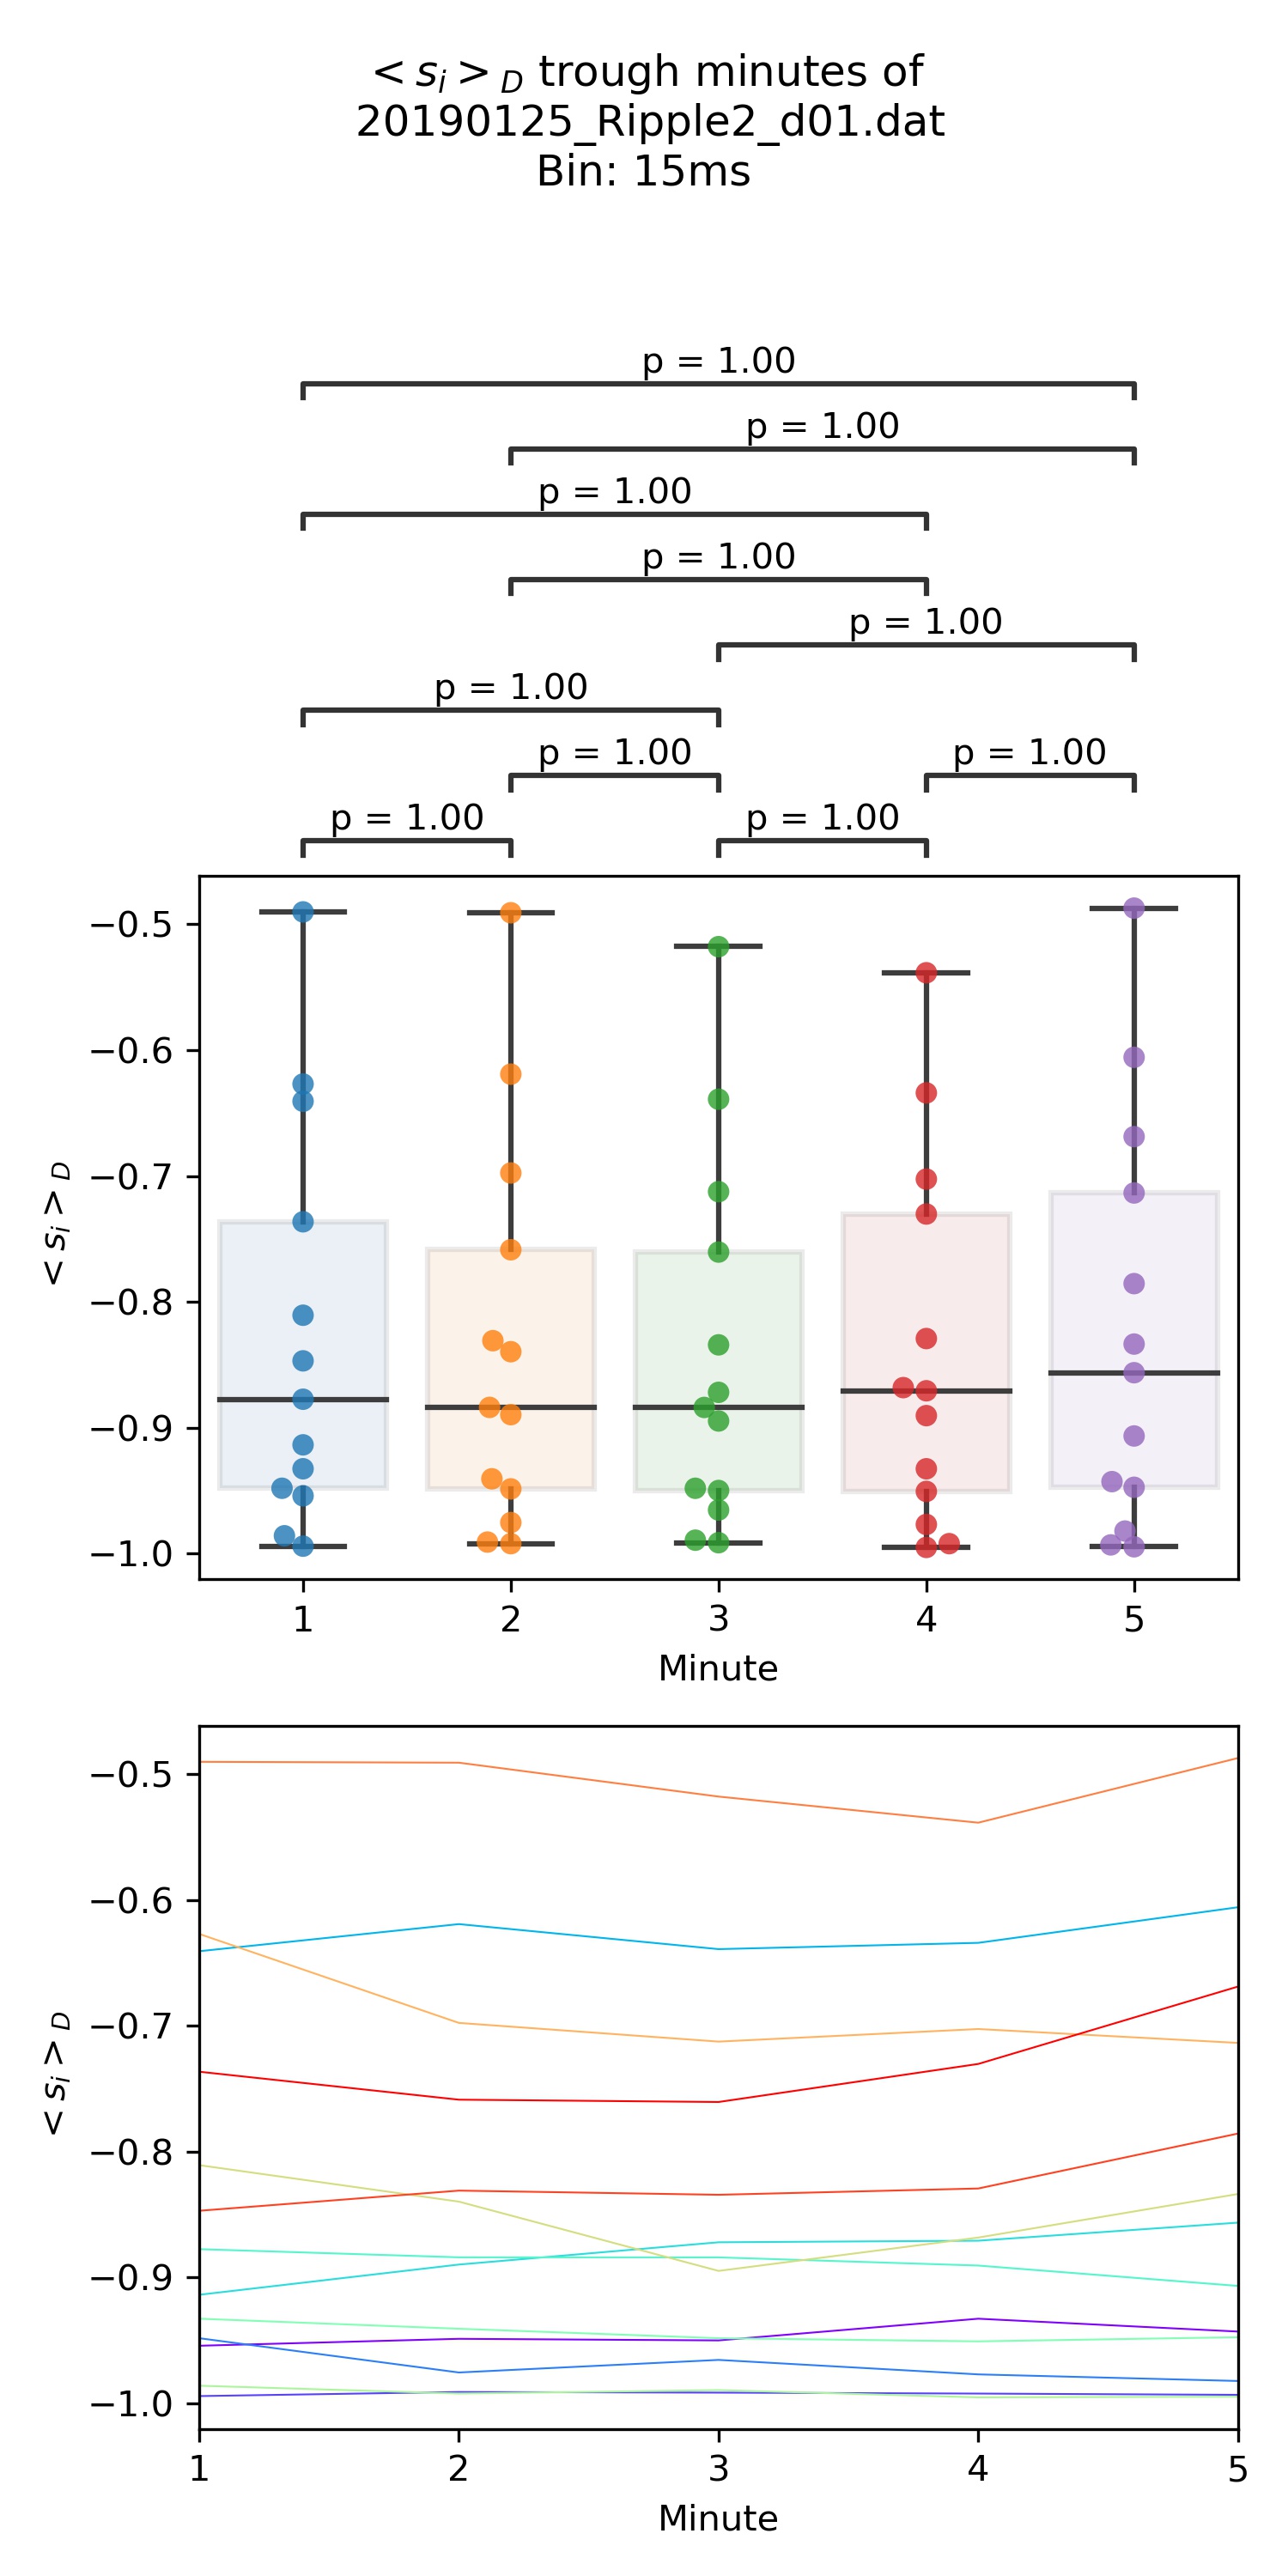 < s_i >_D trough minutes of
20190125_Ripple2_d01.dat
Bin: 15ms
p = 1.00
p = 1.00
p = 1.00
p = 1.00
p = 1.00
p = 1.00
p = 1.00 p = 1.00
p = 1.00 p = 1.00
−0.5
−0.6
−0.7
−0.8
−0.9
−1.0
< s_i >_D
1 2 3 4 5
Minute
−0.5
−0.6
−0.7
−0.8
−0.9
−1.0
< s_i >_D
1 2 3 4 5
Minute